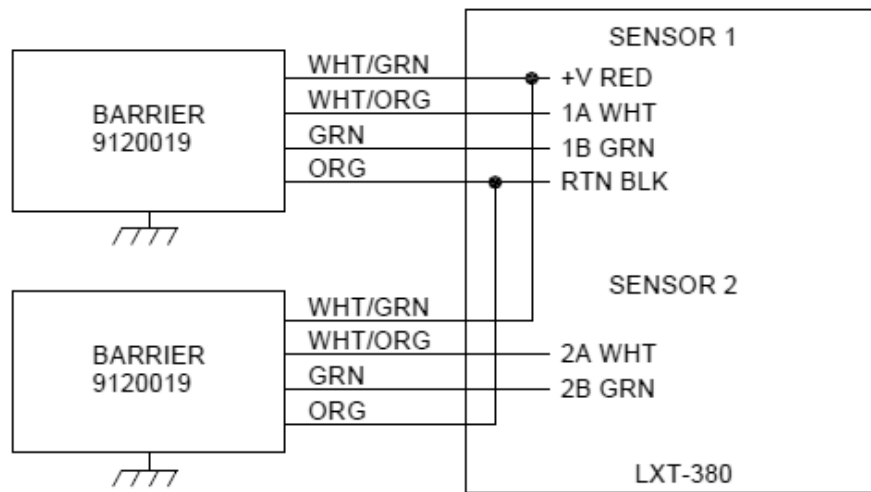 SENSOR 1
WHT/GRN
+V RED
BARRIER
9120019
WHT/ORG
1A WHT
GRN
1B GRN
ORG
RTN BLK
SENSOR 2
WHT/GRN
BARRIER
9120019
WHT/ORG
2A WHT
GRN
2B GRN
ORG
LXT-380